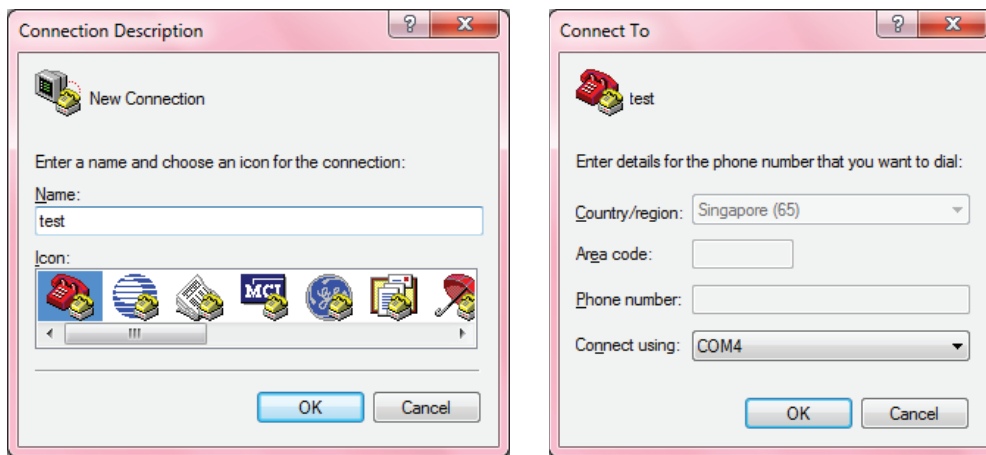 Connection Description
New Connection
Enter a name and choose an icon for the connection:
Name:
test
Icon:
MCI
OK
Cancel
Connect To
test
Enter details for the phone number that you want to dial:
Country/region: Singapore (65)
Area code:
Phone number:
Connect using: COM4
OK
Cancel